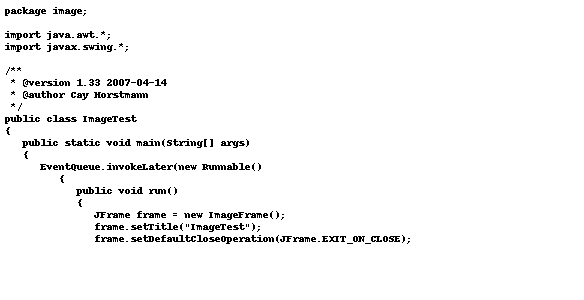 package image;

import java.awt.*;
import javax.swing.*;

/**
 * @version 1.33 2007-04-14
 * @author Cay Horstmann
 */
public class ImageTest
{
   public static void main(String[] args)
   {
      EventQueue.invokeLater(new Runnable()
         {
            public void run()
            {
               JFrame frame = new ImageFrame();
               frame.setTitle("ImageTest");
               frame.setDefaultCloseOperation(JFrame.EXIT_ON_CLOSE);